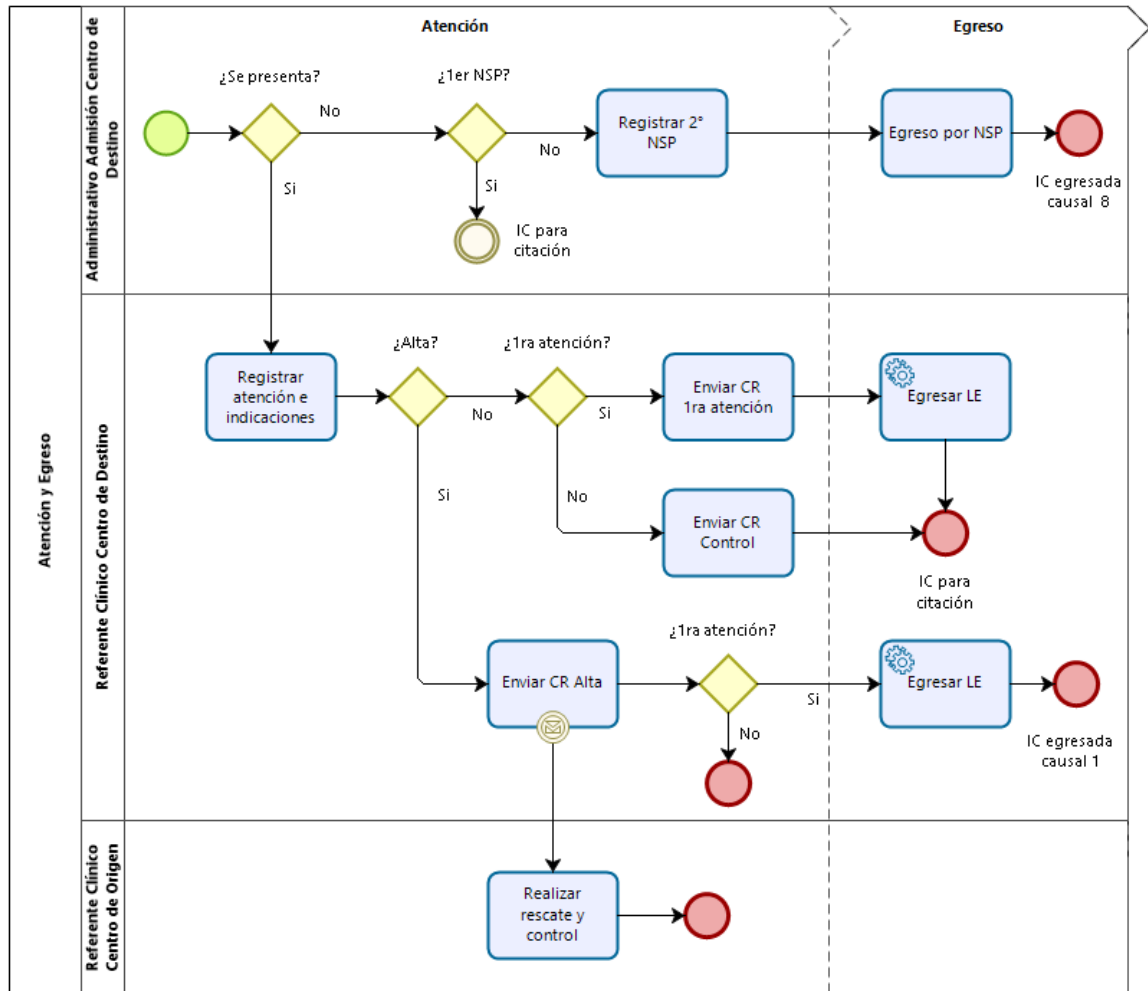 Atención
Egreso
Atención y Egreso
Administrativo Admisión Centro de
Destino
¿Se presenta?
No
Si
¿1er NSP?
No
Si
IC para
citación
Registrar 2°
NSP
Egreso por NSP
IC egresada
causal 8
Referente Clínico Centro de Destino
Registrar
atención e
indicaciones
¿Alta?
No
Si
¿1ra atención?
Si
No
Enviar CR
1ra atención
Egresar LE
Enviar CR
Control
IC para
citación
Enviar CR Alta
¿1ra atención?
Si
No
Egresar LE
IC egresada
causal 1
Referente Clínico
Centro de Origen
Realizar
rescate y
control